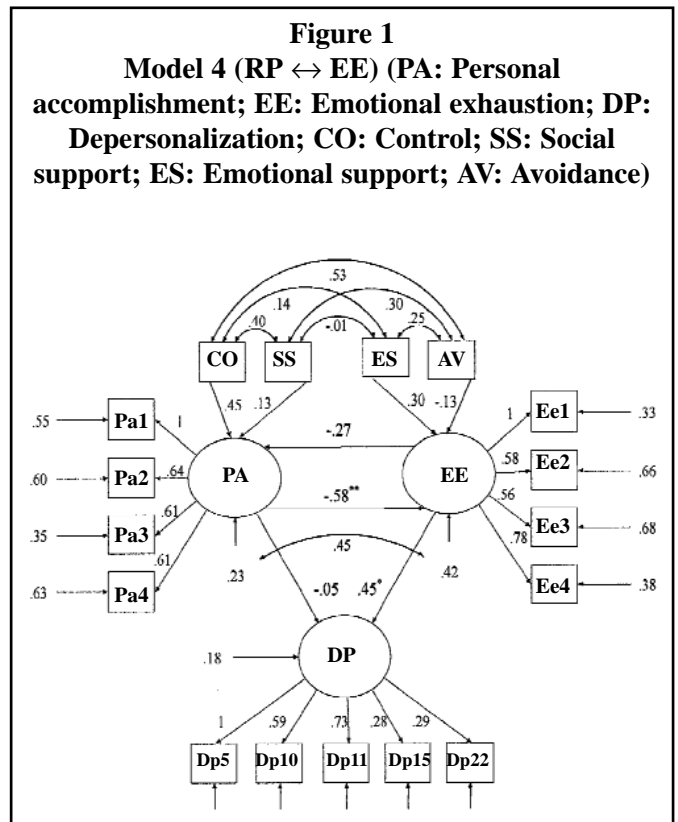 Figure 1
Model 4 (RP ↔ EE) (PA: Personal
accomplishment; EE: Emotional exhaustion; DP:
Depersonalization; CO: Control; SS: Social
support; ES: Emotional support; AV: Avoidance)
.53
.14 .30
.40 -.01 .25
CO SS ES AV
.45 .13 .30 -.13
.55 Pa1 1 -.27 1 Ee1 .33
.60 Pa2 .64 PA EE .58 Ee2 .66
.35 Pa3 .61 -.58** .56 Ee3 .68
.63 Pa4 .61 .23 .45 .42 .78 Ee4 .38
-.05 .45*
.18 DP
1 .59 .73 .28 .29
Dp5 Dp10 Dp11 Dp15 Dp22